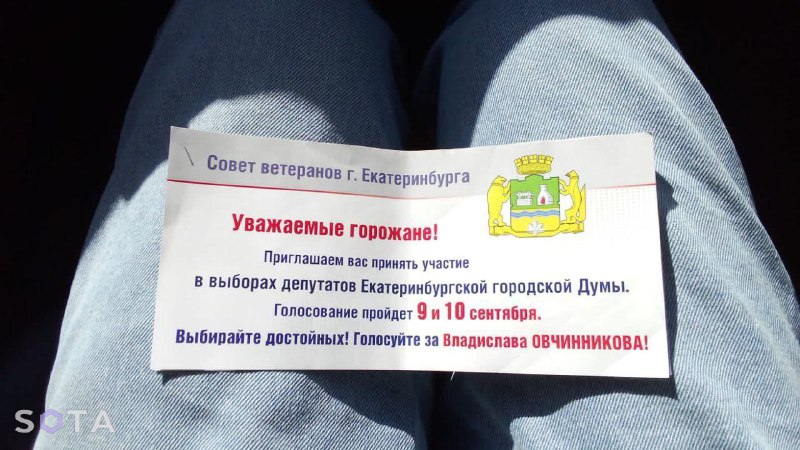 Совет ветеранов г. Екатеринбурга
Уважаемые горожане!
Приглашаем вас принять участие
в выборах депутатов Екатеринбургской городской Думы.
Голосование пройдет 9 и 10 сентября.
Выбирайте достойных! Голосуйте за Владислава ОВЧИННИКОВА!
SOTA